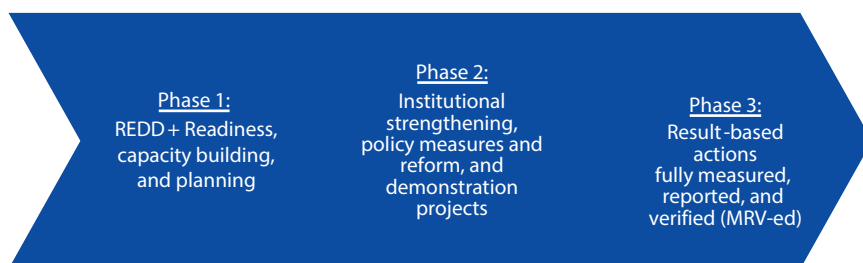 Phase 1:
REDD+ Readiness,
capacity building,
and planning
Phase 2:
Institutional
strengthening,
policy measures and
reform, and
demonstration
projects
Phase 3:
Result-based
actions
fully measured,
reported, and
verified (MRV-ed)